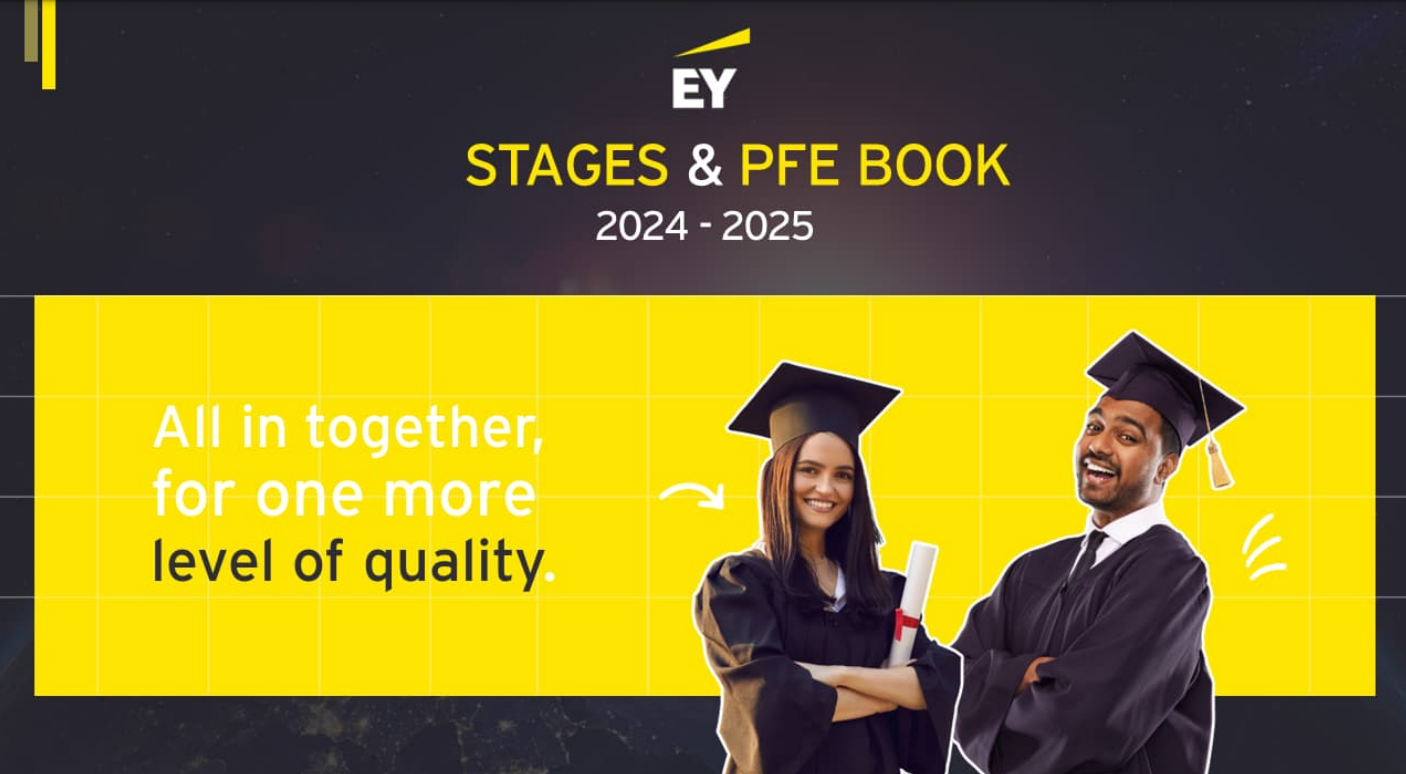 EY
STAGES & PFE BOOK
2024 - 2025
All in together,
for one more
level of quality.